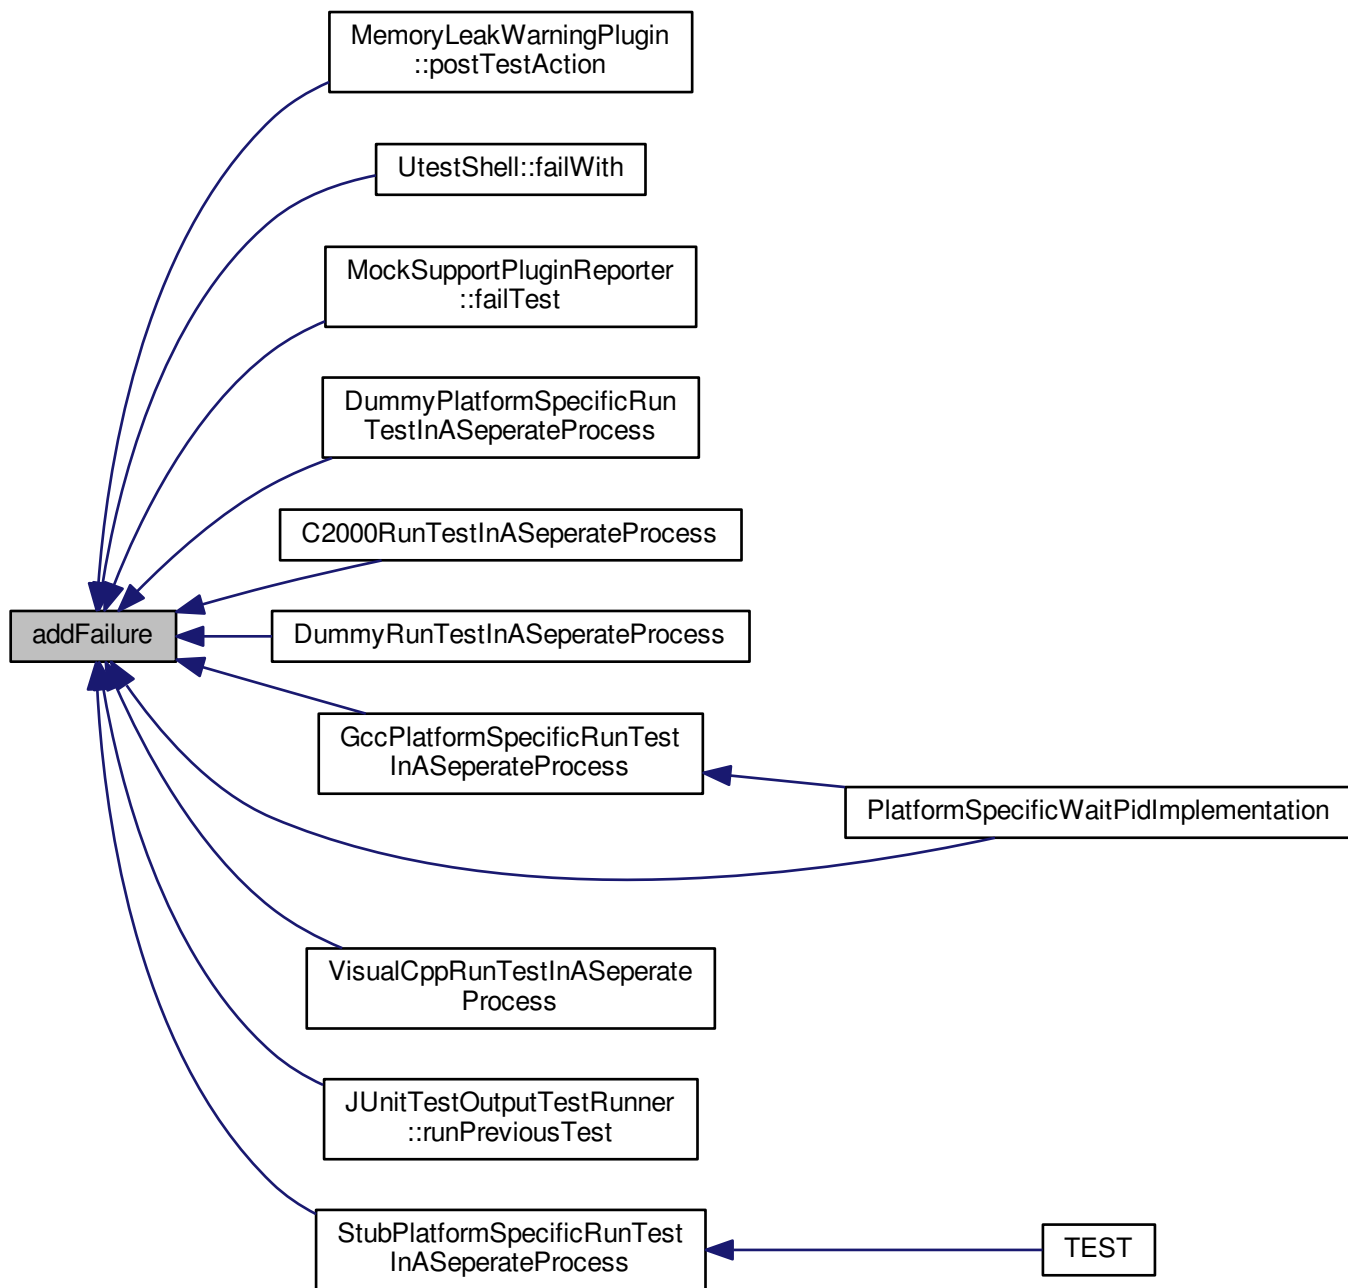 MemoryLeakWarningPlugin
::postTestAction
UtestShell::failWith
MockSupportPluginReporter
::failTest
DummyPlatformSpecificRun
TestInASeperateProcess
C2000RunTestInASeperateProcess
addFailure
DummyRunTestInASeperateProcess
GccPlatformSpecificRunTest
InASeperateProcess
PlatformSpecificWaitPidImplementation
VisualCppRunTestInASeperate
Process
JUnitTestOutputTestRunner
::runPreviousTest
StubPlatformSpecificRunTest
InASeperateProcess
TEST